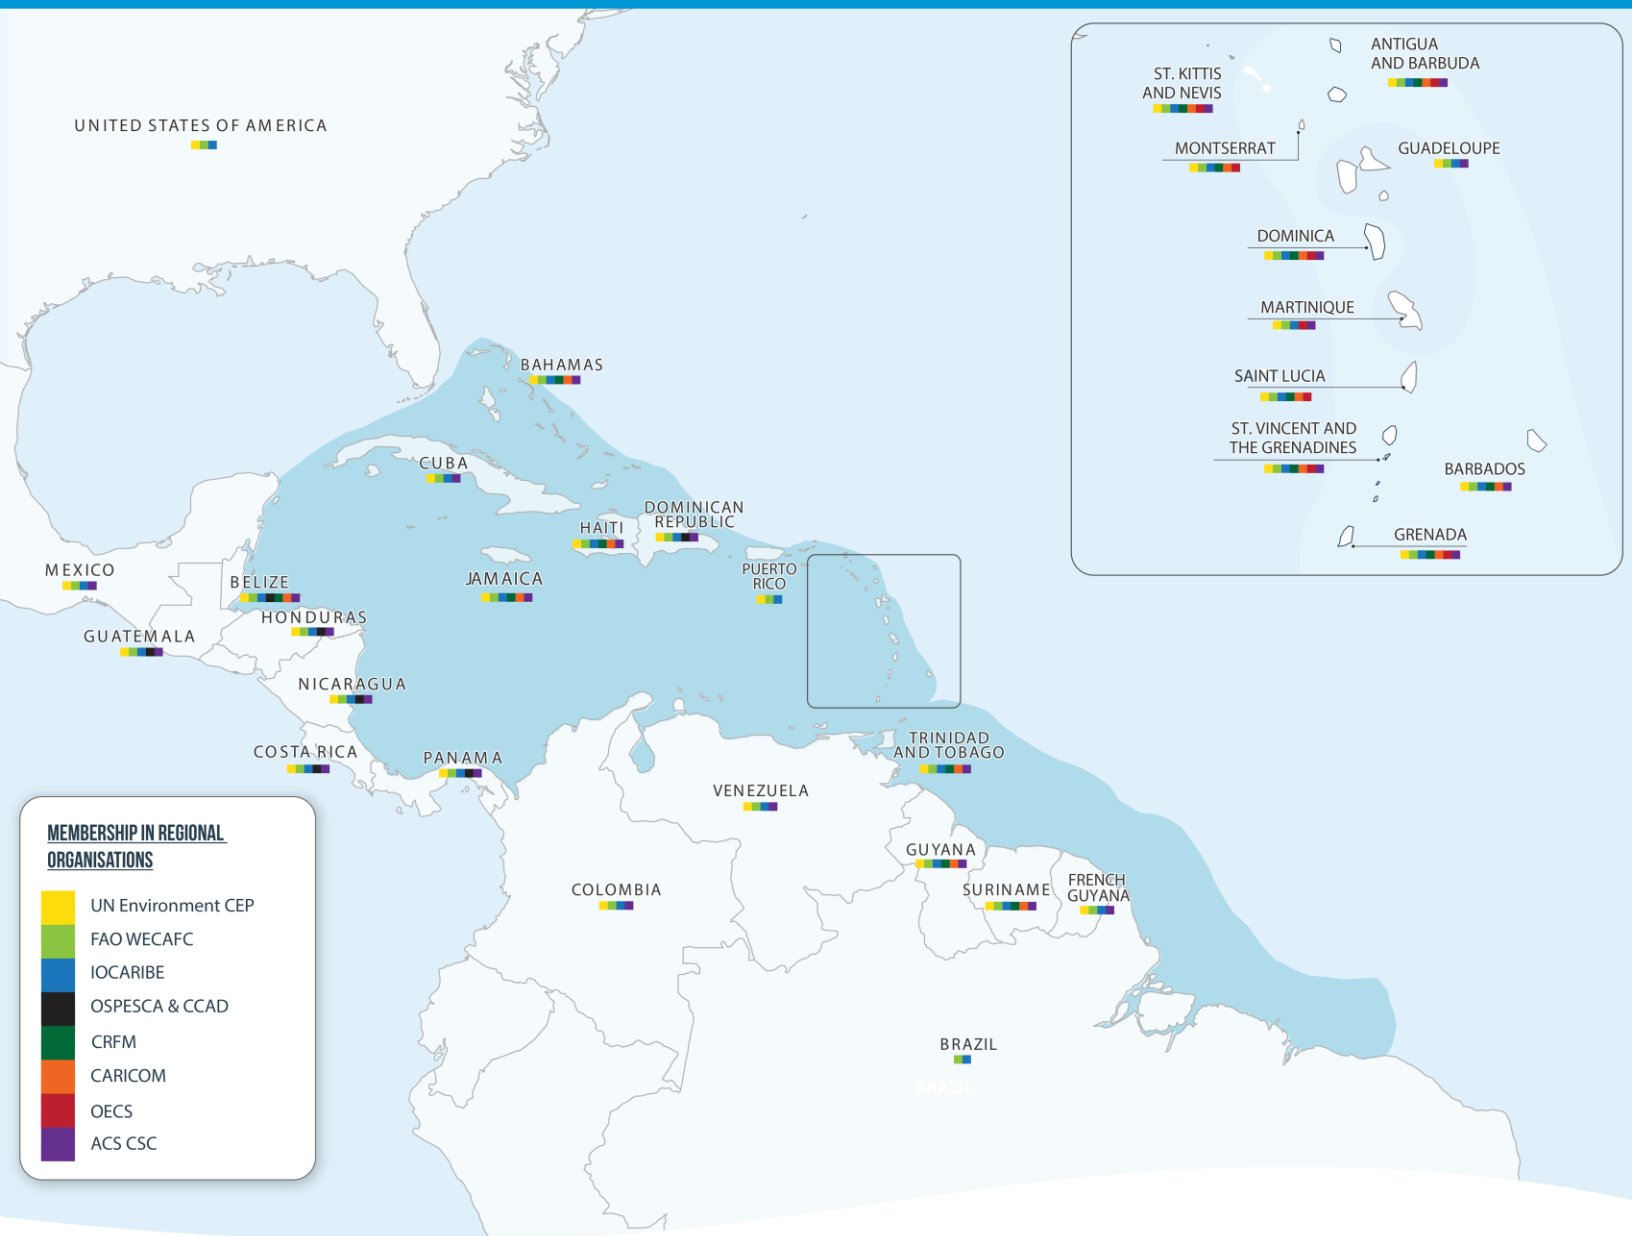 ANTIGUA
AND BARBUDA
ST. KITTIS
AND NEVIS
MONTSERRAT
GUADELOUPE
DOMINICA
MARTINIQUE
SAINT LUCIA
ST. VINCENT AND
THE GRENADINES
BARBADOS
GRENADA
UNITED STATES OF AMERICA
BAHAMAS
CUBA
DOMINICAN
REPUBLIC
HAITI
JAMAICA
PUERTO
RICO
MEXICO
BELIZE
HONDURAS
GUATEMALA
NICARAGUA
COSTA RICA
PANAMA
TRINIDAD
AND TOBAGO
VENEZUELA
GUYANA
COLOMBIA
SURINAME
FRENCH
GUYANA
BRAZIL
BRAZIL
MEMBERSHIP IN REGIONAL
ORGANISATIONS
UN Environment CEP
FAO WECAFC
IOCARIBE
OSPESCA & CCAD
CRFM
CARICOM
OECS
ACS CSC